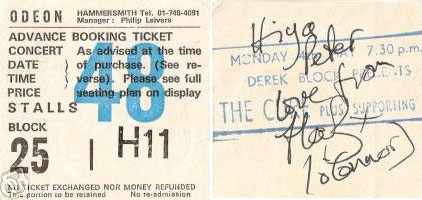 ODEON
HAMMERSMITH Tel. 01-748-4081
Manager : Philip Leivers
ADVANCE BOOKING TICKET
CONCERT As advised at the time
DATE of purchase. (See re-
OF verse). Please see full
PRICE seating plan on display
STALLS
48
BLOCK
25 H11
NO TICKET EXCHANGED NOR MONEY REFUNDED
This portion to be retained No re-admission
Hiya
Peter
MONDAY 7.30 p.m.
DEREK BLOCK PRESENTS
love from
THE PLUS SUPPORTING